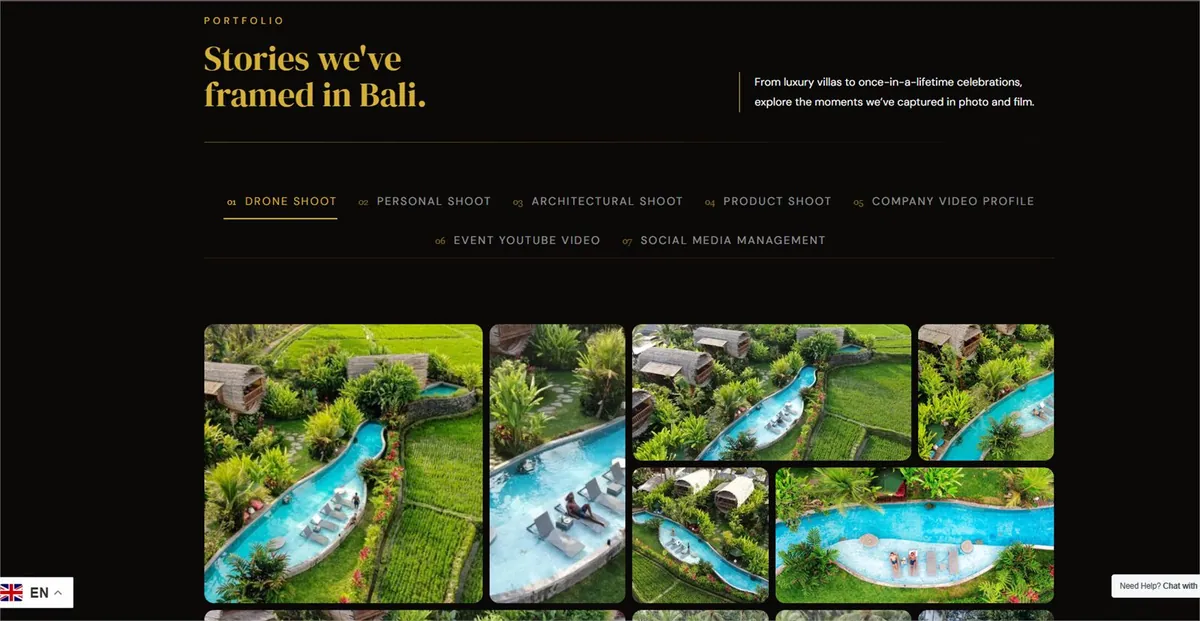 PORTFOLIO
Stories we've
framed in Bali.
From luxury villas to once-in-a-lifetime celebrations,
explore the moments we’ve captured in photo and film.
01 DRONE SHOOT 02 PERSONAL SHOOT 03 ARCHITECTURAL SHOOT 04 PRODUCT SHOOT 05 COMPANY VIDEO PROFILE
06 EVENT YOUTUBE VIDEO 07 SOCIAL MEDIA MANAGEMENT
EN
Need Help? Chat with